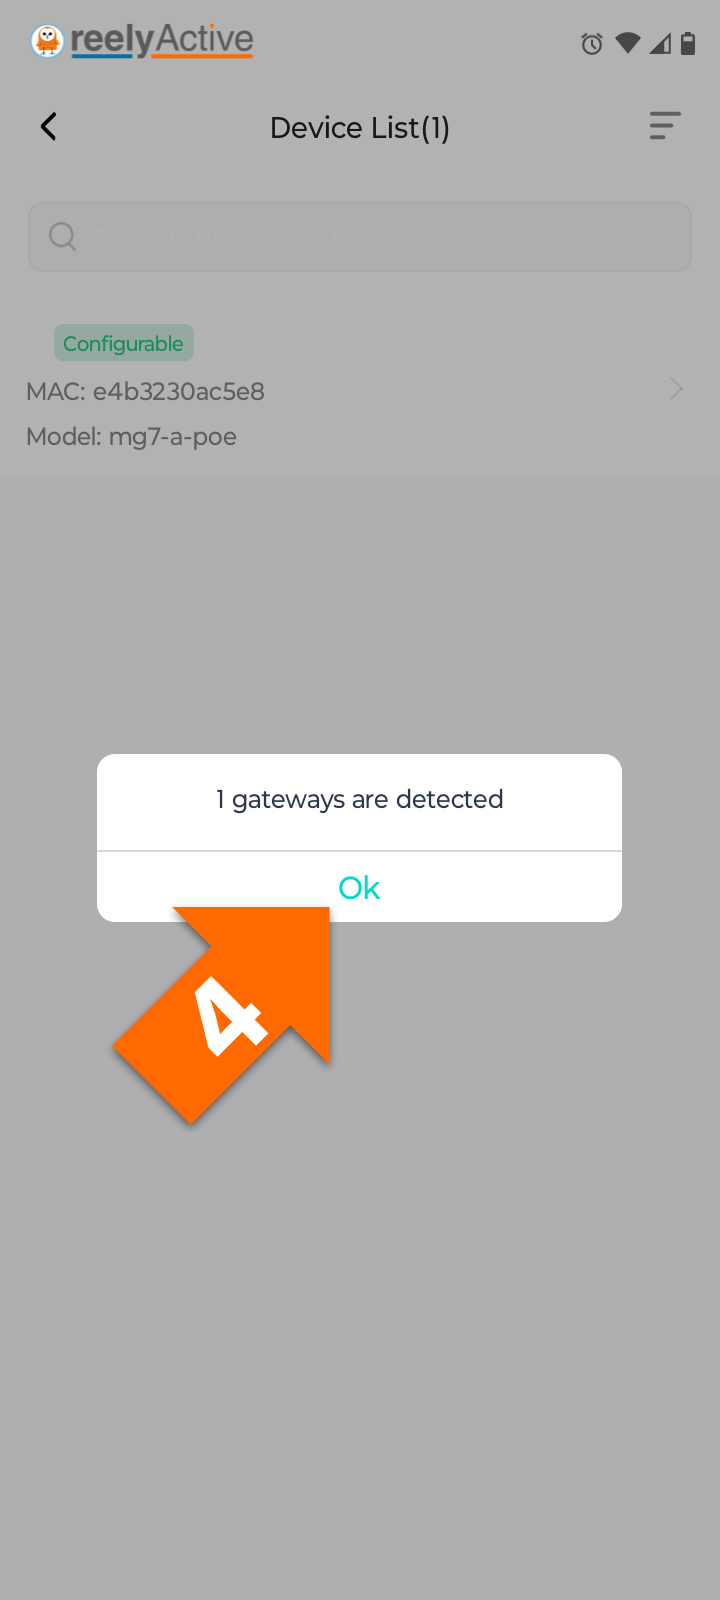 reelyActive
Device List(1)
Supports Name, MAC, Model
Configurable
MAC: e4b3230ac5e8
Model: mg7-a-poe
1 gateways are detected
Ok
4